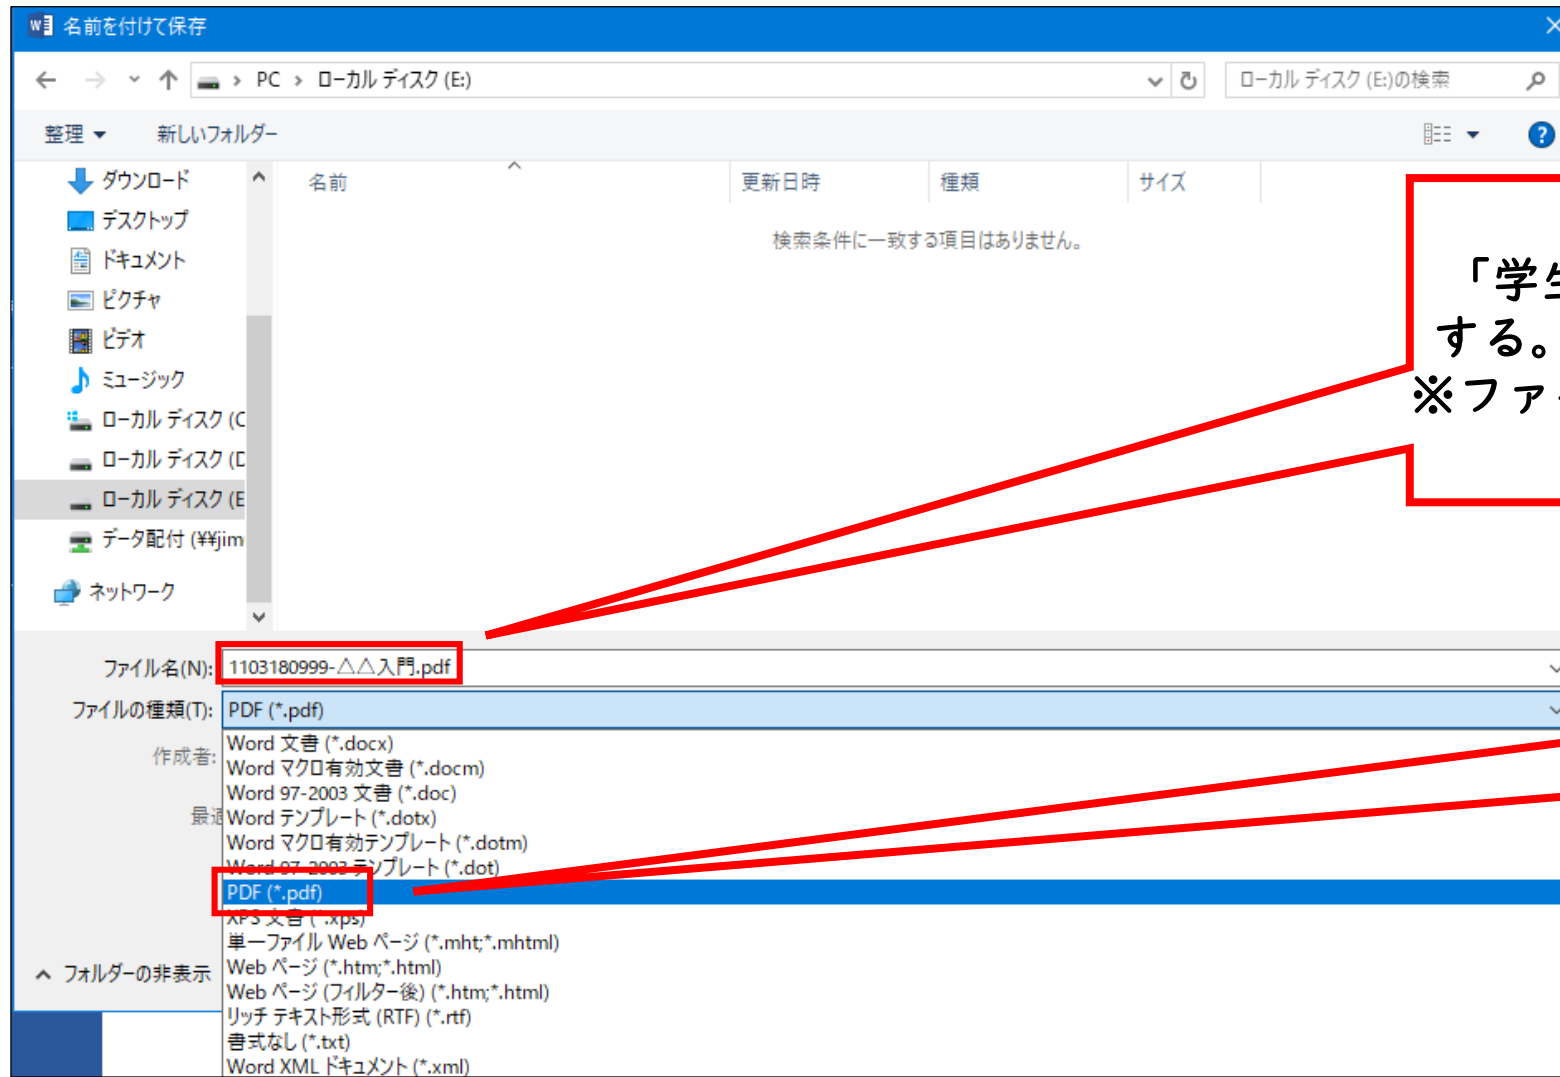 名前を付けて保存
PC › ローカル ディスク (E:)
ローカル ディスク (E:)の検索
整理
新しいフォルダー
名前
更新日時
種類
サイズ
検索条件に一致する項目はありません。
ダウンロード
デスクトップ
ドキュメント
ピクチャ
ビデオ
ミュージック
ローカル ディスク (C
ローカル ディスク (D
ローカル ディスク (E
データ配付 (¥¥jim
ネットワーク
「学生
する。
※ファイ
ファイル名(N):
1103180999-△△入門.pdf
ファイルの種類(T):
PDF (*.pdf)
作成者:
Word 文書 (*.docx)
Word マクロ有効文書 (*.docm)
Word 97-2003 文書 (*.doc)
Word テンプレート (*.dotx)
Word マクロ有効テンプレート (*.dotm)
Word 97-2003 テンプレート (*.dot)
PDF (*.pdf)
XPS 文書 (*.xps)
単一ファイル Web ページ (*.mht;*.mhtml)
Web ページ (*.htm;*.html)
Web ページ (フィルター後) (*.htm;*.html)
リッチ テキスト形式 (RTF) (*.rtf)
書式なし (*.txt)
Word XML ドキュメント (*.xml)
フォルダーの非表示